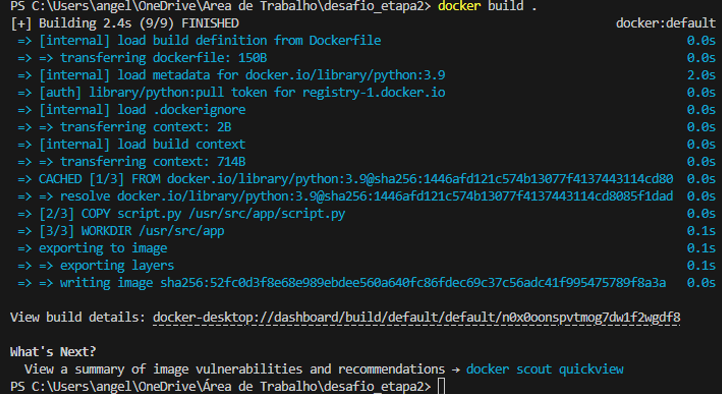 PS C:\Users\angel\OneDrive\Área de Trabalho\desafio_etapa2> docker build .
[+] Building 2.4s (9/9) FINISHED docker:default
=> [internal] load build definition from Dockerfile 0.0s
=> => transferring dockerfile: 150B 0.0s
=> [internal] load metadata for docker.io/library/python:3.9 2.0s
=> [auth] library/python:pull token for registry-1.docker.io 0.0s
=> [internal] load .dockerignore 0.0s
=> => transferring context: 2B 0.0s
=> [internal] load build context 0.0s
=> => transferring context: 714B 0.0s
=> CACHED [1/3] FROM docker.io/library/python:3.9@sha256:1446afd121c574b13077f4137443114cd80 0.0s
=> => resolve docker.io/library/python:3.9@sha256:1446afd121c574b13077f4137443114cd8085f1dad 0.0s
=> [2/3] COPY script.py /usr/src/app/script.py 0.0s
=> [3/3] WORKDIR /usr/src/app 0.1s
=> exporting to image 0.1s
=> => exporting layers 0.1s
=> => writing image sha256:52fc0d3f8e68e989ebdee560a640fc86fdec69c37c56adc41f995475789f8a3a 0.0s
View build details: docker-desktop://dashboard/build/default/default/n0x0oonspvtmog7dw1f2wgdf8
What's Next?
View a summary of image vulnerabilities and recommendations → docker scout quickview
PS C:\Users\angel\OneDrive\Área de Trabalho\desafio_etapa2>